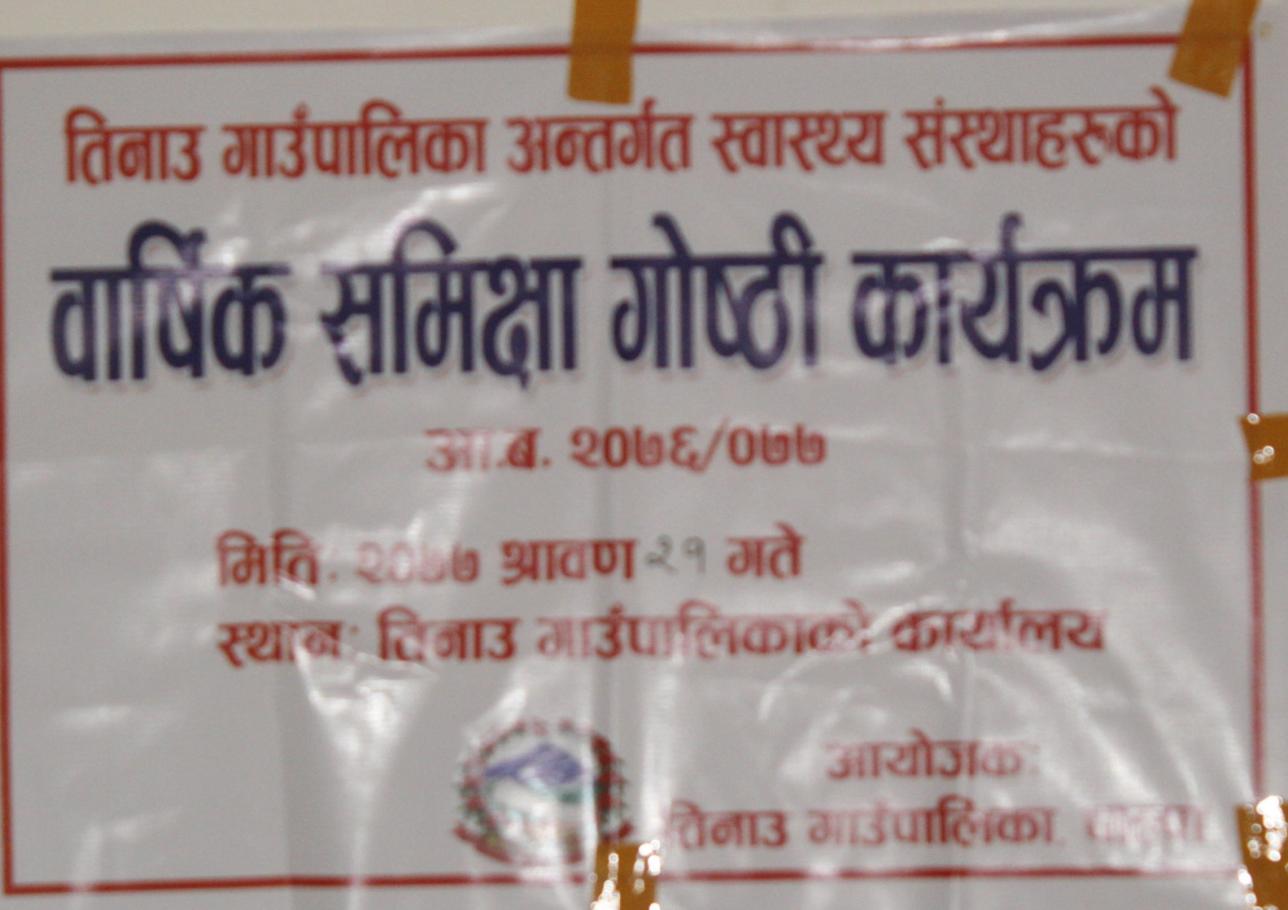 तिनाउ गाउँपालिका अन्तर्गत स्वास्थ्य संस्थाहरुको
वार्षिक समिक्षा गोष्ठी कार्यक्रम
आ.ब. २०७६/०७७
मिति: २०७७ श्रावण २१ गते
स्थान: तिनाउ गाउँपालिकाको कार्यालय
आयोजक:
तिनाउ गाउँपालिका,